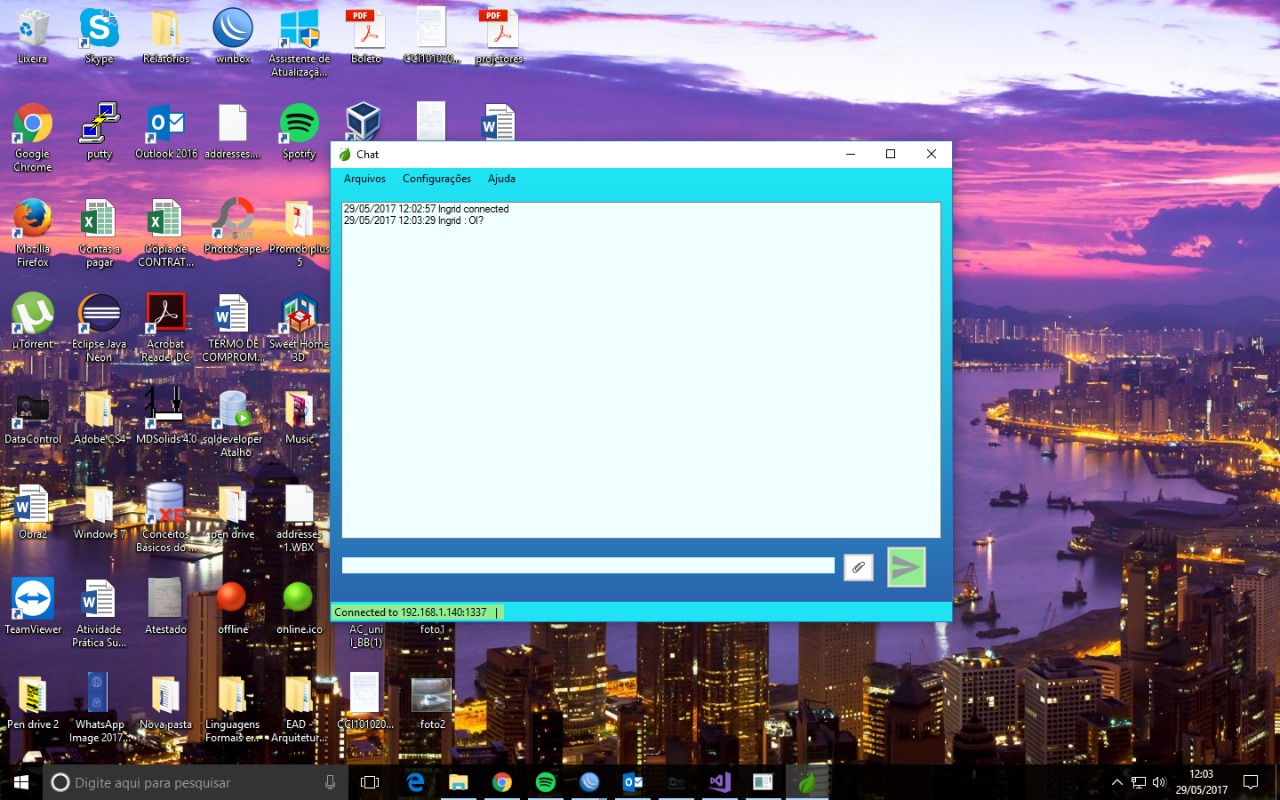 Lixeira
Skype
Relatórios
winbox
Assistente de
Atualizaçã...
PDF
Boleto
CCI101020...
PDF
projetores
Google
Chrome
putty
Outlook 2016
addresses....
Spotify
Mozilla
Firefox
Contas a
pagar
Cópia de
CONTRAT...
PhotoScape
Promob plus
5
µTorrent
Eclipse Java
Neon
Acrobat
Reader DC
TERMO DE
COMPROM...
Sweet Home
3D
DataControl
Adobe CS4
MDSolids 4.0
sqldeveloper
- Atalho
Music
Obra2
Windows 7
XE
Conceitos
Básicos do ...
pen drive
addresses
1.WBX
TeamViewer
Atividade
Prática Su...
Atestado
offline
online.ico
AC_uni
l_BB(1)
foto1
Pen drive 2
WhatsApp
Image 2017...
Nova pasta
Linguagens
Formais e...
EAD -
Arquitetur...
CCI101020...
foto2
Chat
Arquivos
Configurações
Ajuda
29/05/2017 12:02:57 Ingrid connected
29/05/2017 12:03:29 Ingrid : OI?
Connected to 192.168.1.140:1337 |
Digite aqui para pesquisar
12:03
29/05/2017